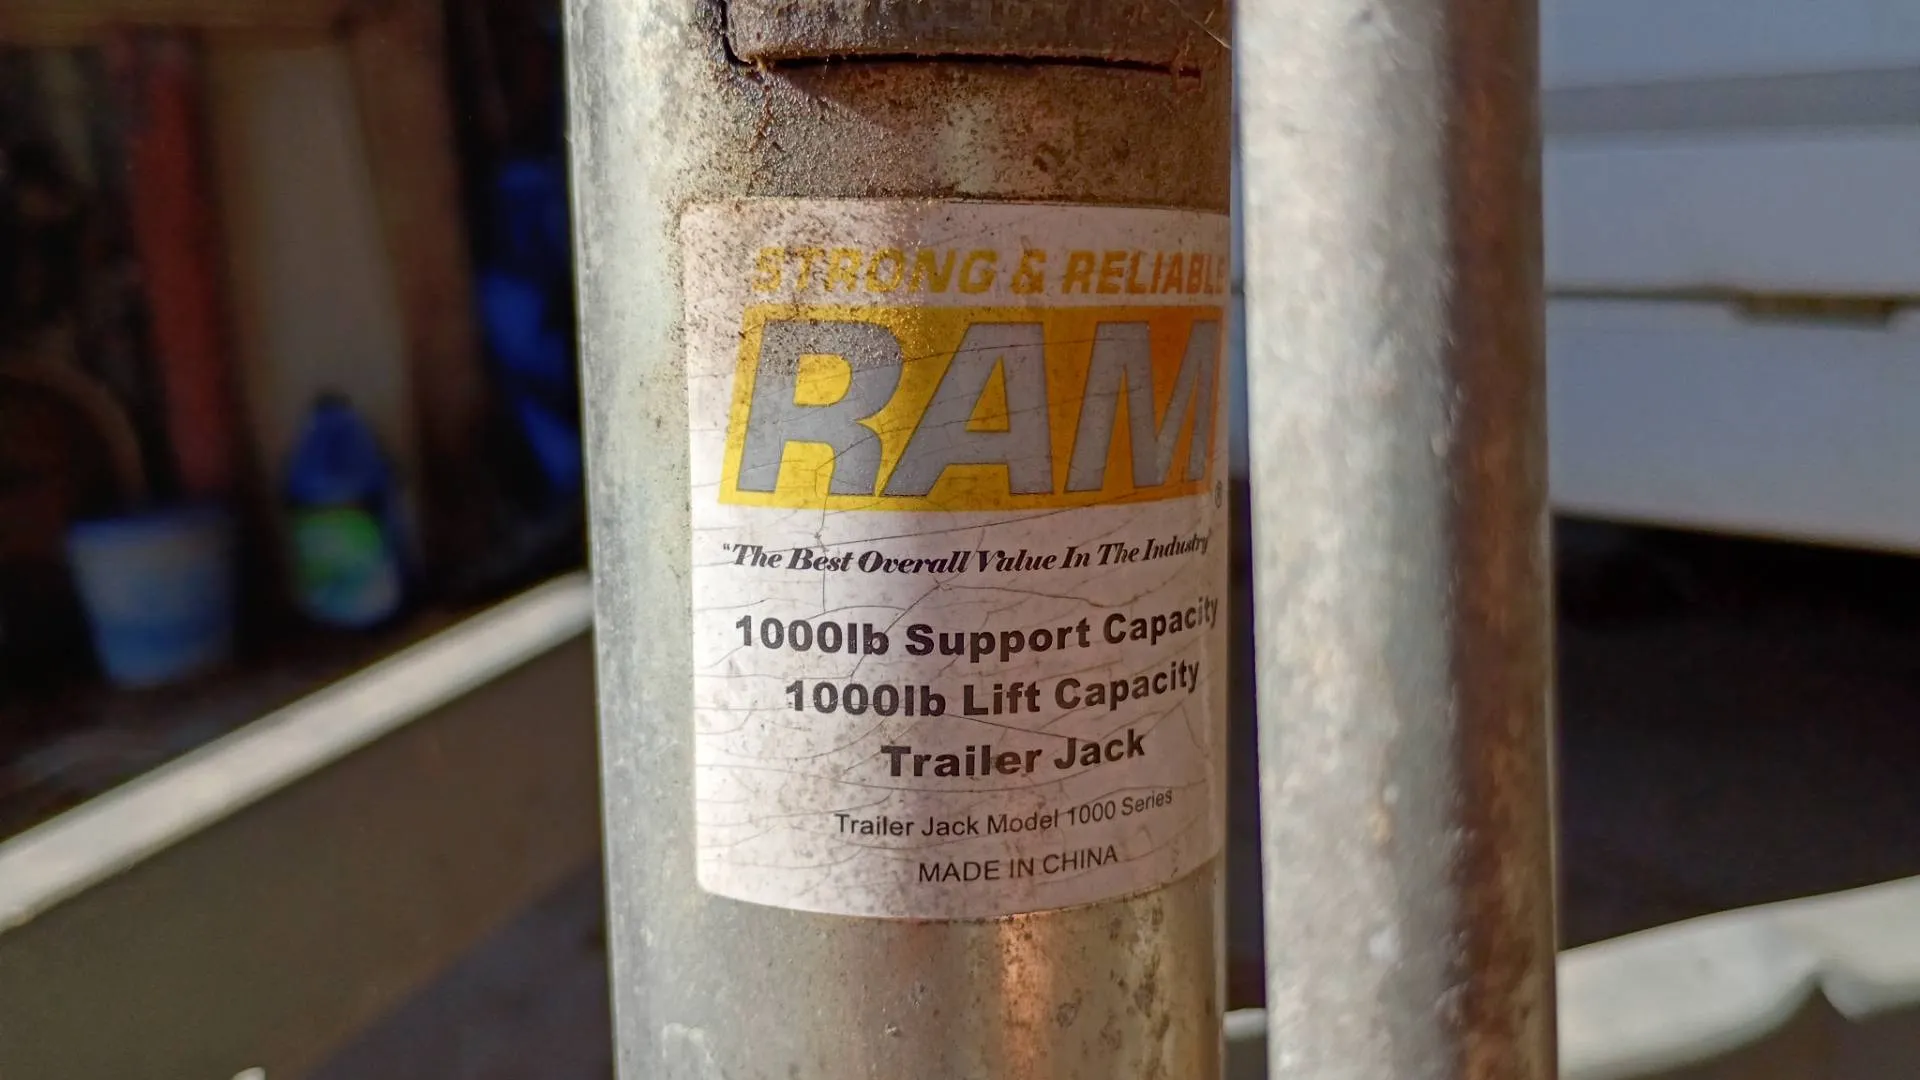 STRONG & RELIABLE
RAM®
"The Best Overall Value In The Industry"
1000lb Support Capacity
1000lb Lift Capacity
Trailer Jack
Trailer Jack Model 1000 Series
MADE IN CHINA